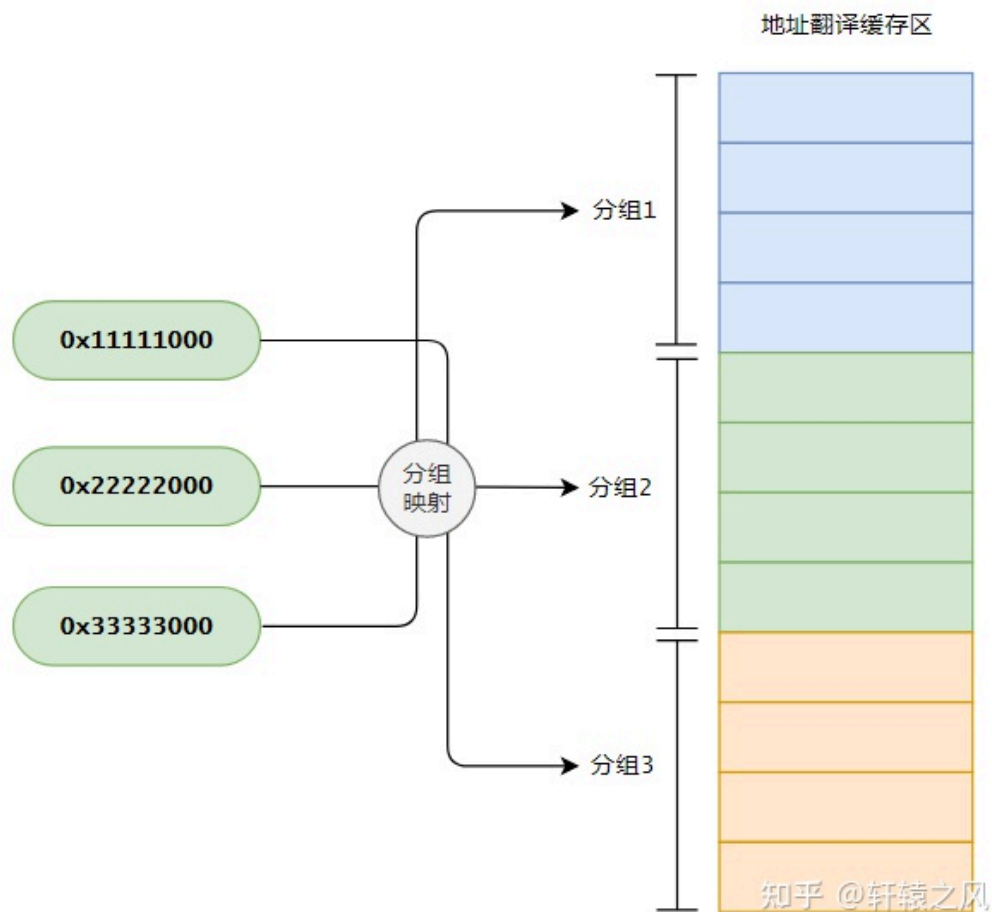 地址翻译缓存区
分组1
0x11111000
分组
映射
0x22222000
分组2
0x33333000
分组3
知乎 @轩辕之风